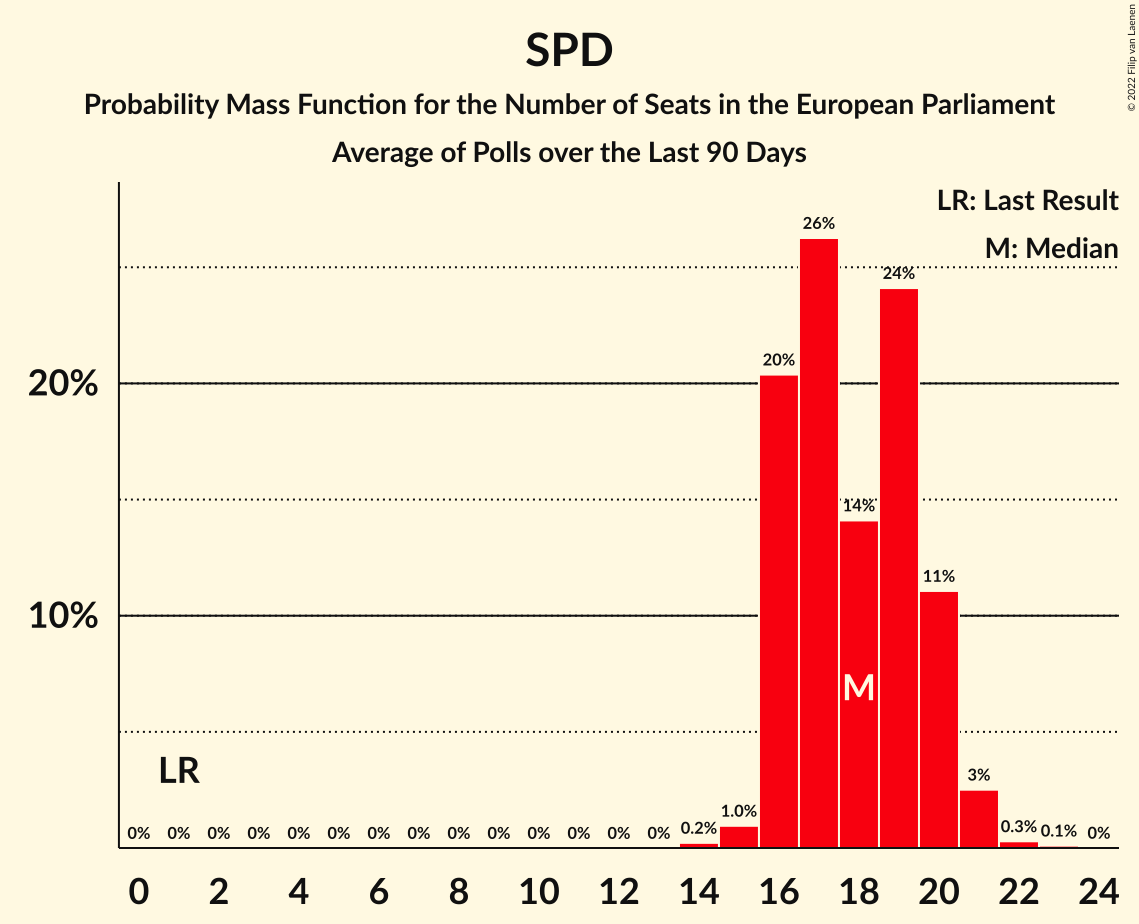 SPD
Probability Mass Function for the Number of Seats in the European Parliament
Average of Polls over the Last 90 Days
© 2022 Filip van Laenen
LR: Last Result
M: Median
26%
24%
20%
20%
14%
11%
10%
M
LR
3%
1.0%
0% 0% 0% 0% 0% 0% 0% 0% 0% 0% 0% 0% 0% 0% 0.2% 0.3% 0.1% 0%
0 2 4 6 8 10 12 14 16 18 20 22 24